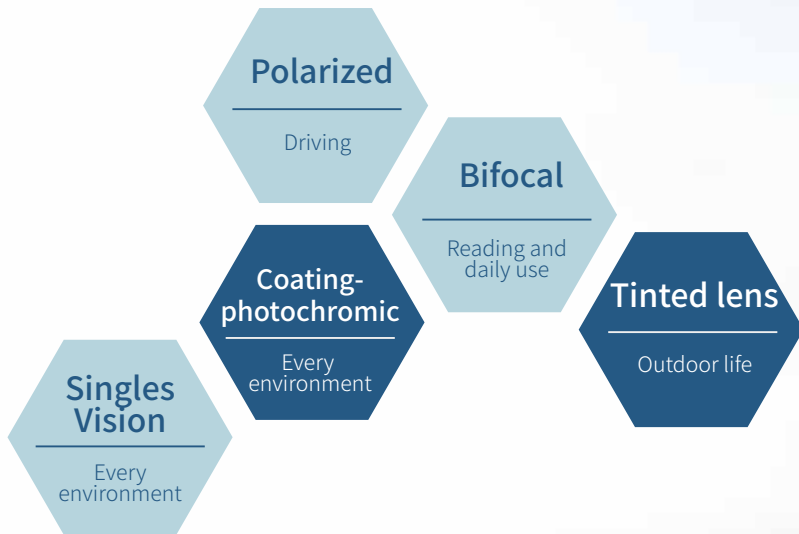 Polarized
Driving
Bifocal
Reading and
daily use
Coating-
photochromic
Every
environment
Tinted lens
Outdoor life
Singles
Vision
Every
environment